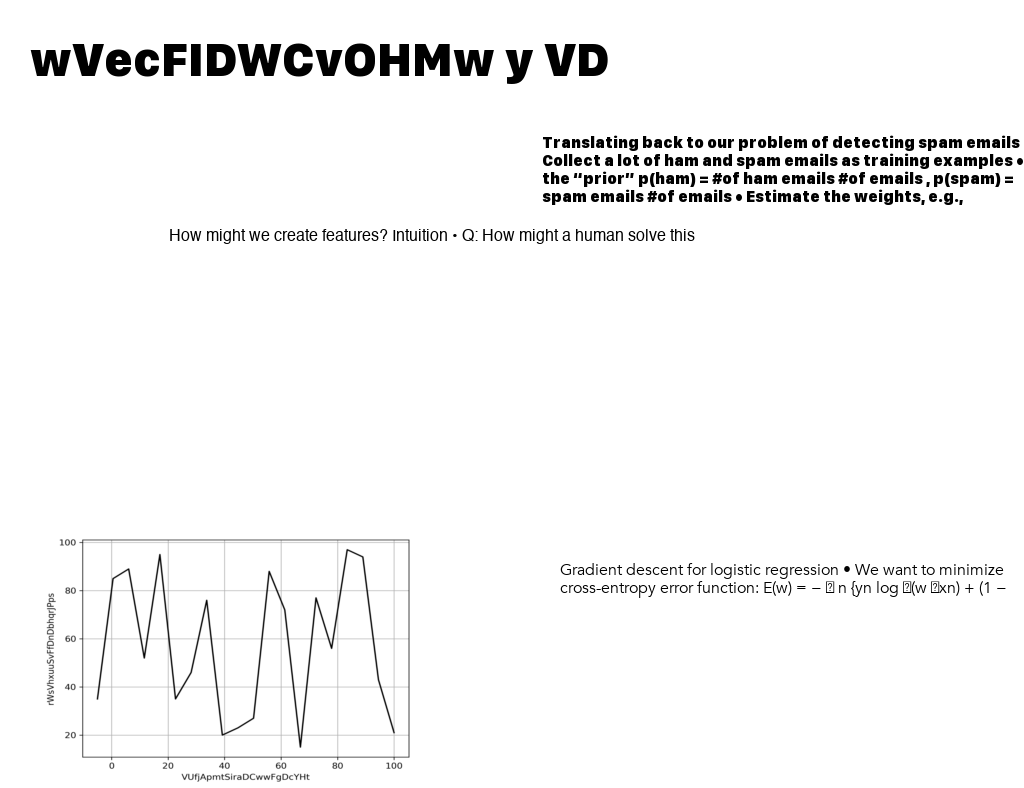 wVecFIDWCvOHMw y VD
Translating back to our problem of detecting spam emails
Collect a lot of ham and spam emails as training examples •
the “prior” p(ham) = #of ham emails #of emails , p(spam) =
spam emails #of emails • Estimate the weights, e.g.,
How might we create features? Intuition • Q: How might a human solve this
Gradient descent for logistic regression • We want to minimize
cross-entropy error function: E(w) = − n {yn log (w xn) + (1 −
100
80
60
40
20
rWsVhxuuSvFfDnDbhqrJPps
0 20 40 60 80 100
VUfjApmtSiraDCwwFgDcYHt